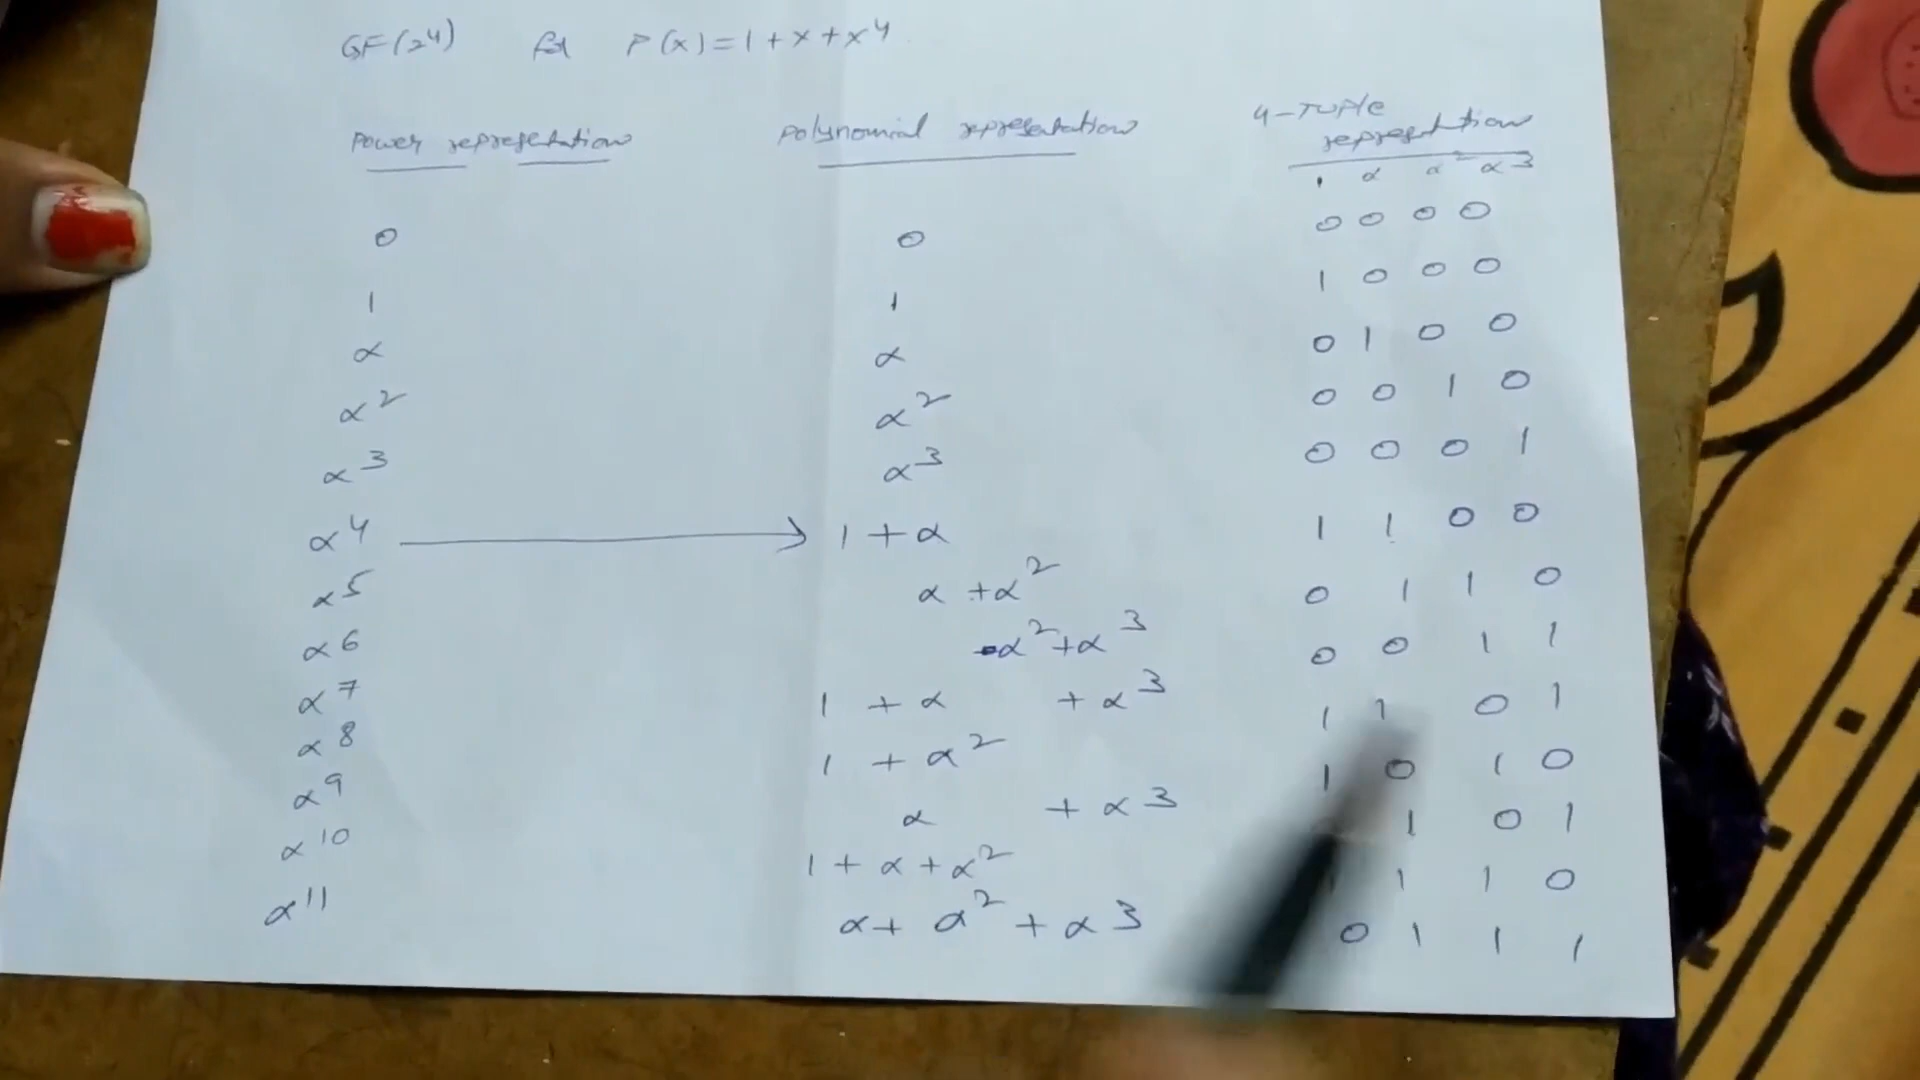 GF(2⁴) for P(x)=1+x+x⁴
Power representation polynomial representation 4-Tuple representation
1 α α² α³
0 0 0 0 0 0
1 1 1 0 0 0
α α 0 1 0 0
α² α² 0 0 1 0
α³ α³ 0 0 0 1
α⁴ → 1+α 1 1 0 0
α⁵ α+α² 0 1 1 0
α⁶ α²+α³ 0 0 1 1
α⁷ 1+α+α³ 1 1 0 1
α⁸ 1+α² 1 0 1 0
α⁹ α+α³ 1 0 1
α¹⁰ 1+α+α² 1 1 1 0
α¹¹ α+α²+α³ 0 1 1 1